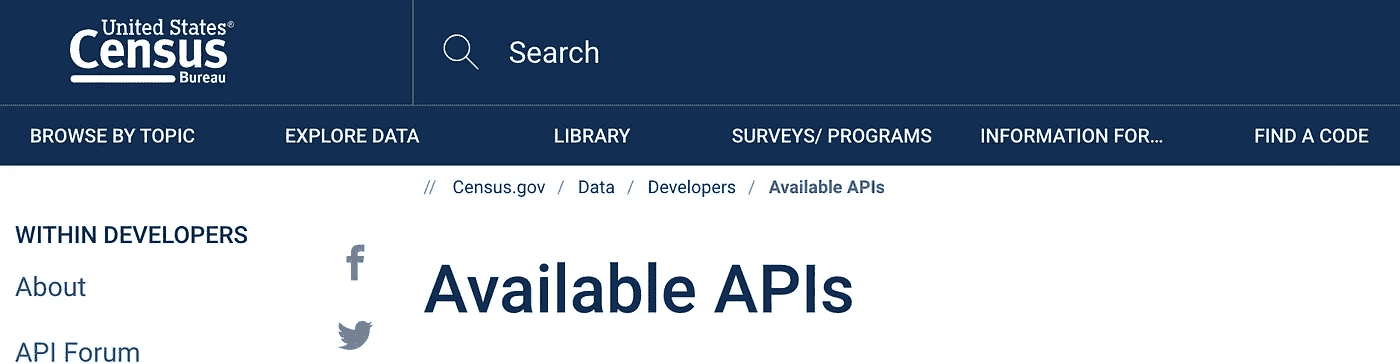 United States®
Census
Bureau
Search
BROWSE BY TOPIC EXPLORE DATA LIBRARY SURVEYS/ PROGRAMS INFORMATION FOR... FIND A CODE
// Census.gov / Data / Developers / Available APIs
WITHIN DEVELOPERS
About
API Forum
Available APIs